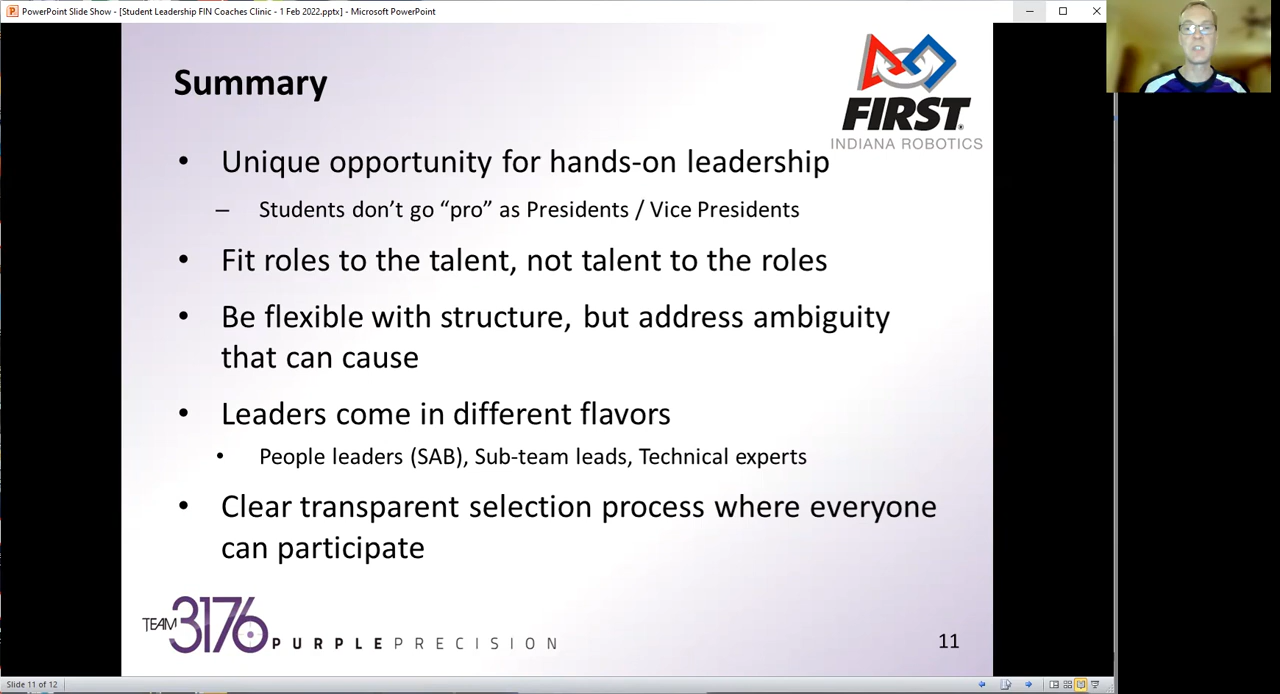 PowerPoint Slide Show - [Student Leadership FIN Coaches Clinic - 1 Feb 2022.pptx] - Microsoft PowerPoint
Summary
FIRST®
INDIANA ROBOTICS
• Unique opportunity for hands-on leadership
– Students don’t go “pro” as Presidents / Vice Presidents
• Fit roles to the talent, not talent to the roles
• Be flexible with structure, but address ambiguity
that can cause
• Leaders come in different flavors
• People leaders (SAB), Sub-team leads, Technical experts
• Clear transparent selection process where everyone
can participate
TEAM 3176 PURPLE PRECISION
11
Slide 11 of 12